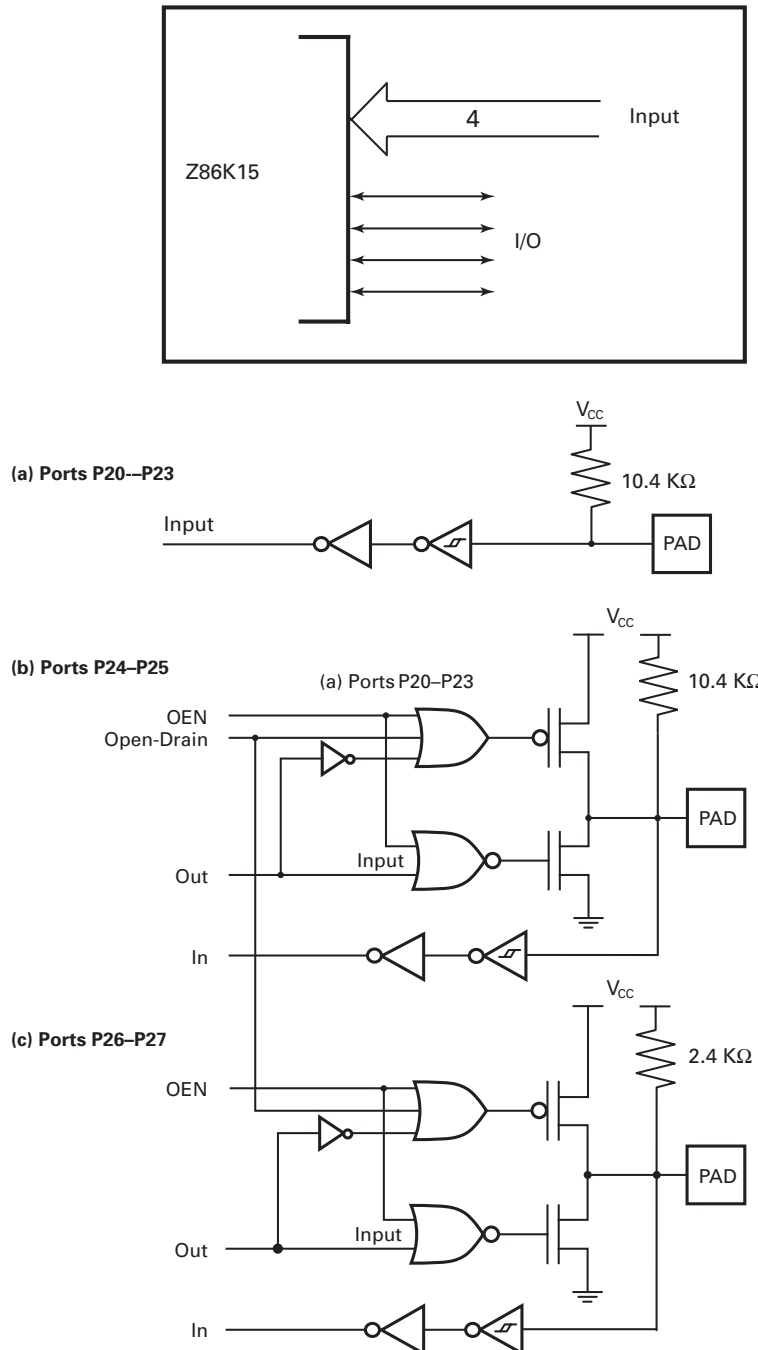 4
Input
Z86K15
I/O
VCC
(a) Ports P20-–P23
10.4 KΩ
Input
PAD
VCC
(b) Ports P24–P25
(a) Ports P20–P23
10.4 KΩ
OEN
Open-Drain
PAD
Input
Out
In
VCC
(c) Ports P26–P27
2.4 KΩ
OEN
PAD
Input
Out
In